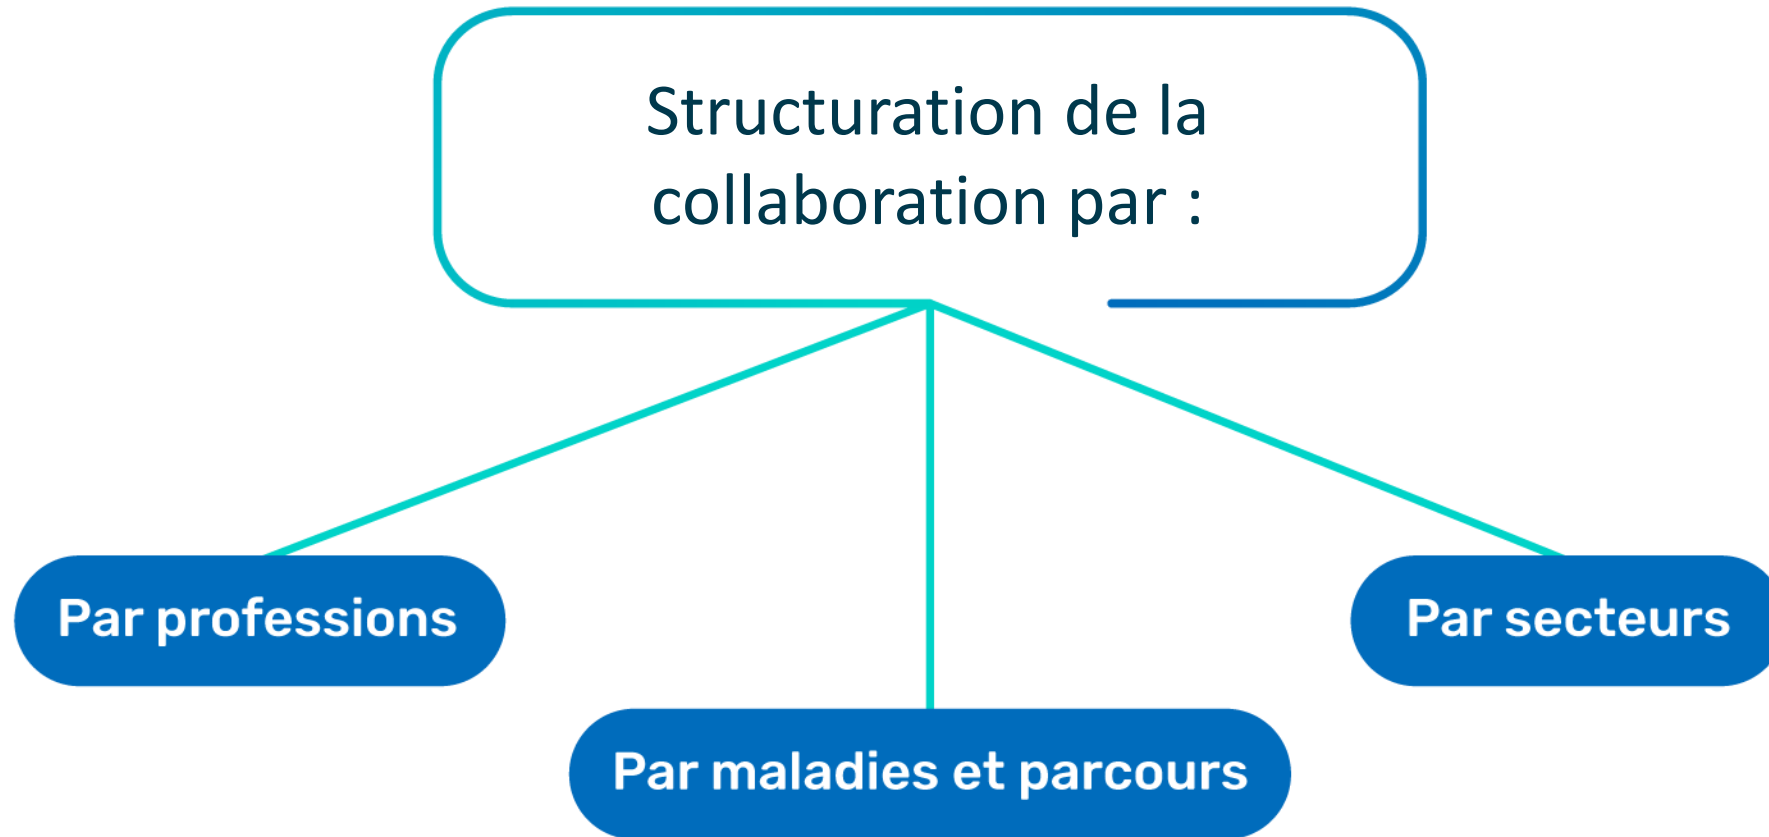 Structuration de la
collaboration par :
Par professions
Par secteurs
Par maladies et parcours